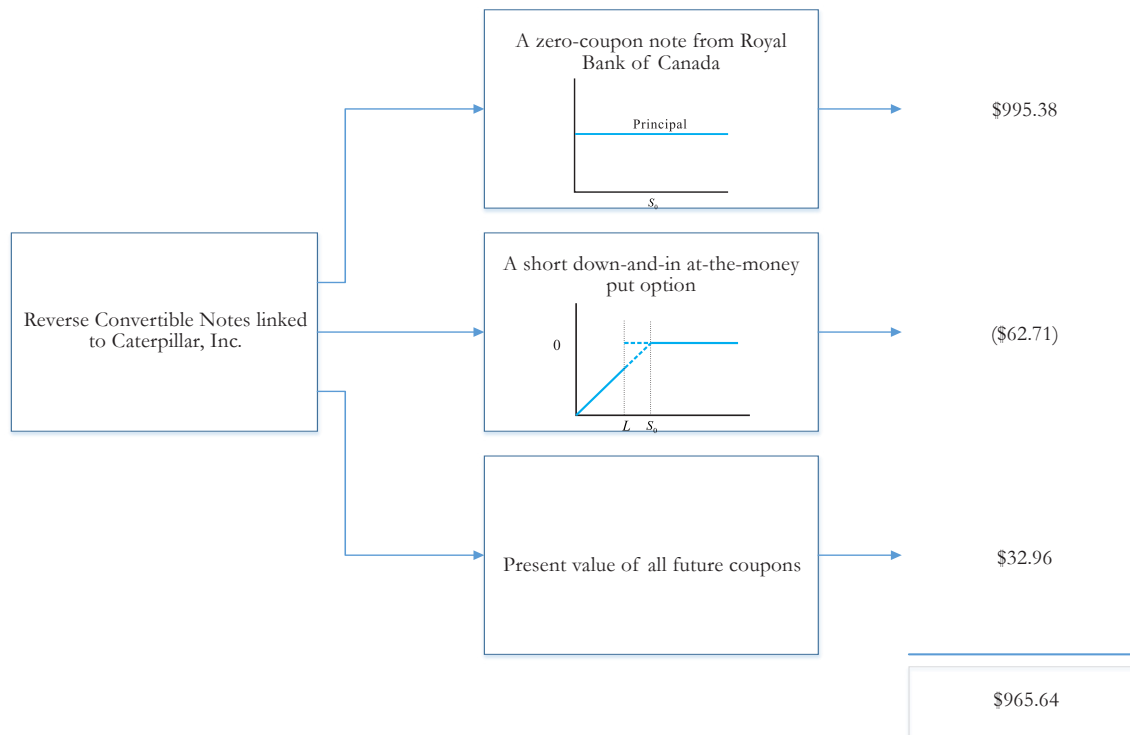 A zero-coupon note from Royal
Bank of Canada
Principal
S₀
$995.38
Reverse Convertible Notes linked
to Caterpillar, Inc.
A short down-and-in at-the-money
put option
0
L S₀
($62.71)
Present value of all future coupons
$32.96
$965.64